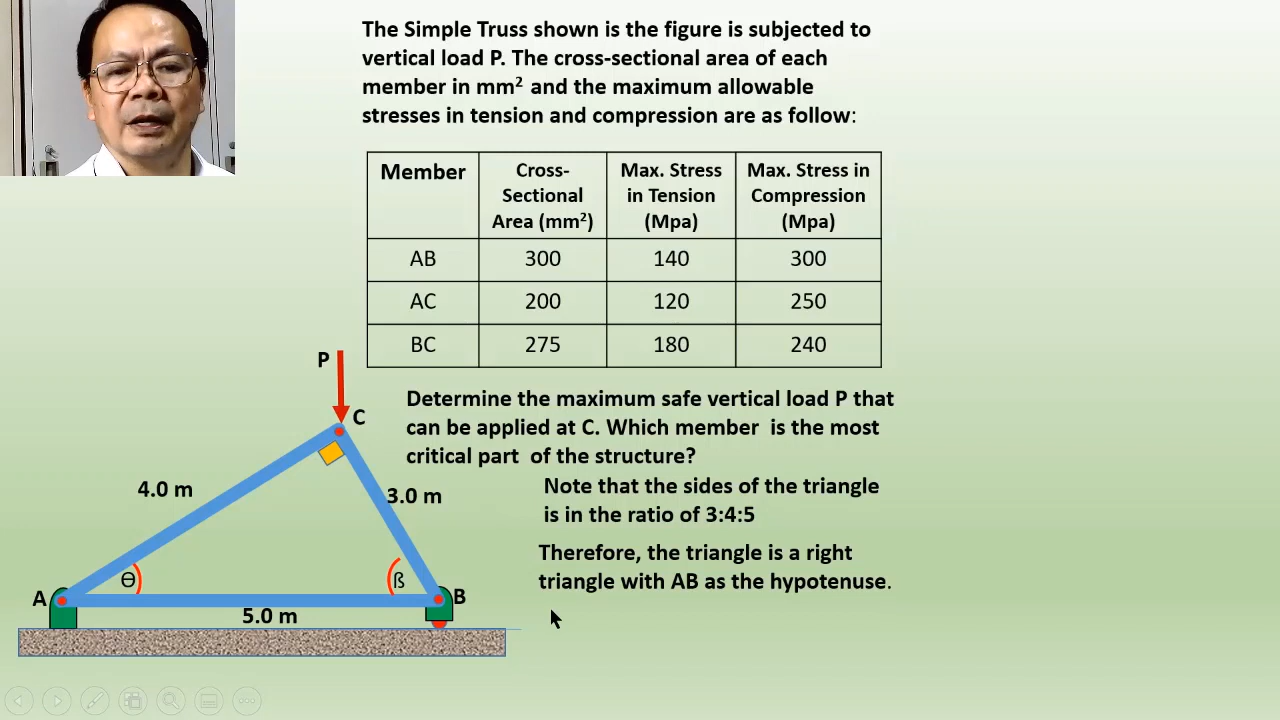 The Simple Truss shown is the figure is subjected to
vertical load P. The cross-sectional area of each
member in mm² and the maximum allowable
stresses in tension and compression are as follow:
Member
Cross-
Sectional
Area (mm²)
Max. Stress
in Tension
(Mpa)
Max. Stress in
Compression
(Mpa)
AB 300 140 300
AC 200 120 250
BC 275 180 240
P
C
Determine the maximum safe vertical load P that
can be applied at C. Which member is the most
critical part of the structure?
4.0 m
3.0 m
Note that the sides of the triangle
is in the ratio of 3:4:5
Therefore, the triangle is a right
triangle with AB as the hypotenuse.
ϴ
ß
A
B
5.0 m